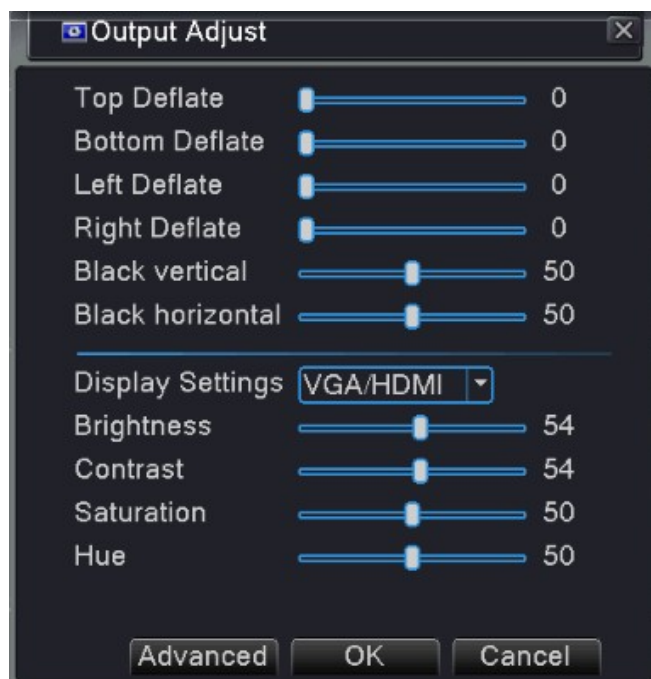 Output Adjust
Top Deflate 0
Bottom Deflate 0
Left Deflate 0
Right Deflate 0
Black vertical 50
Black horizontal 50
Display Settings VGA/HDMI
Brightness 54
Contrast 54
Saturation 50
Hue 50
Advanced OK Cancel